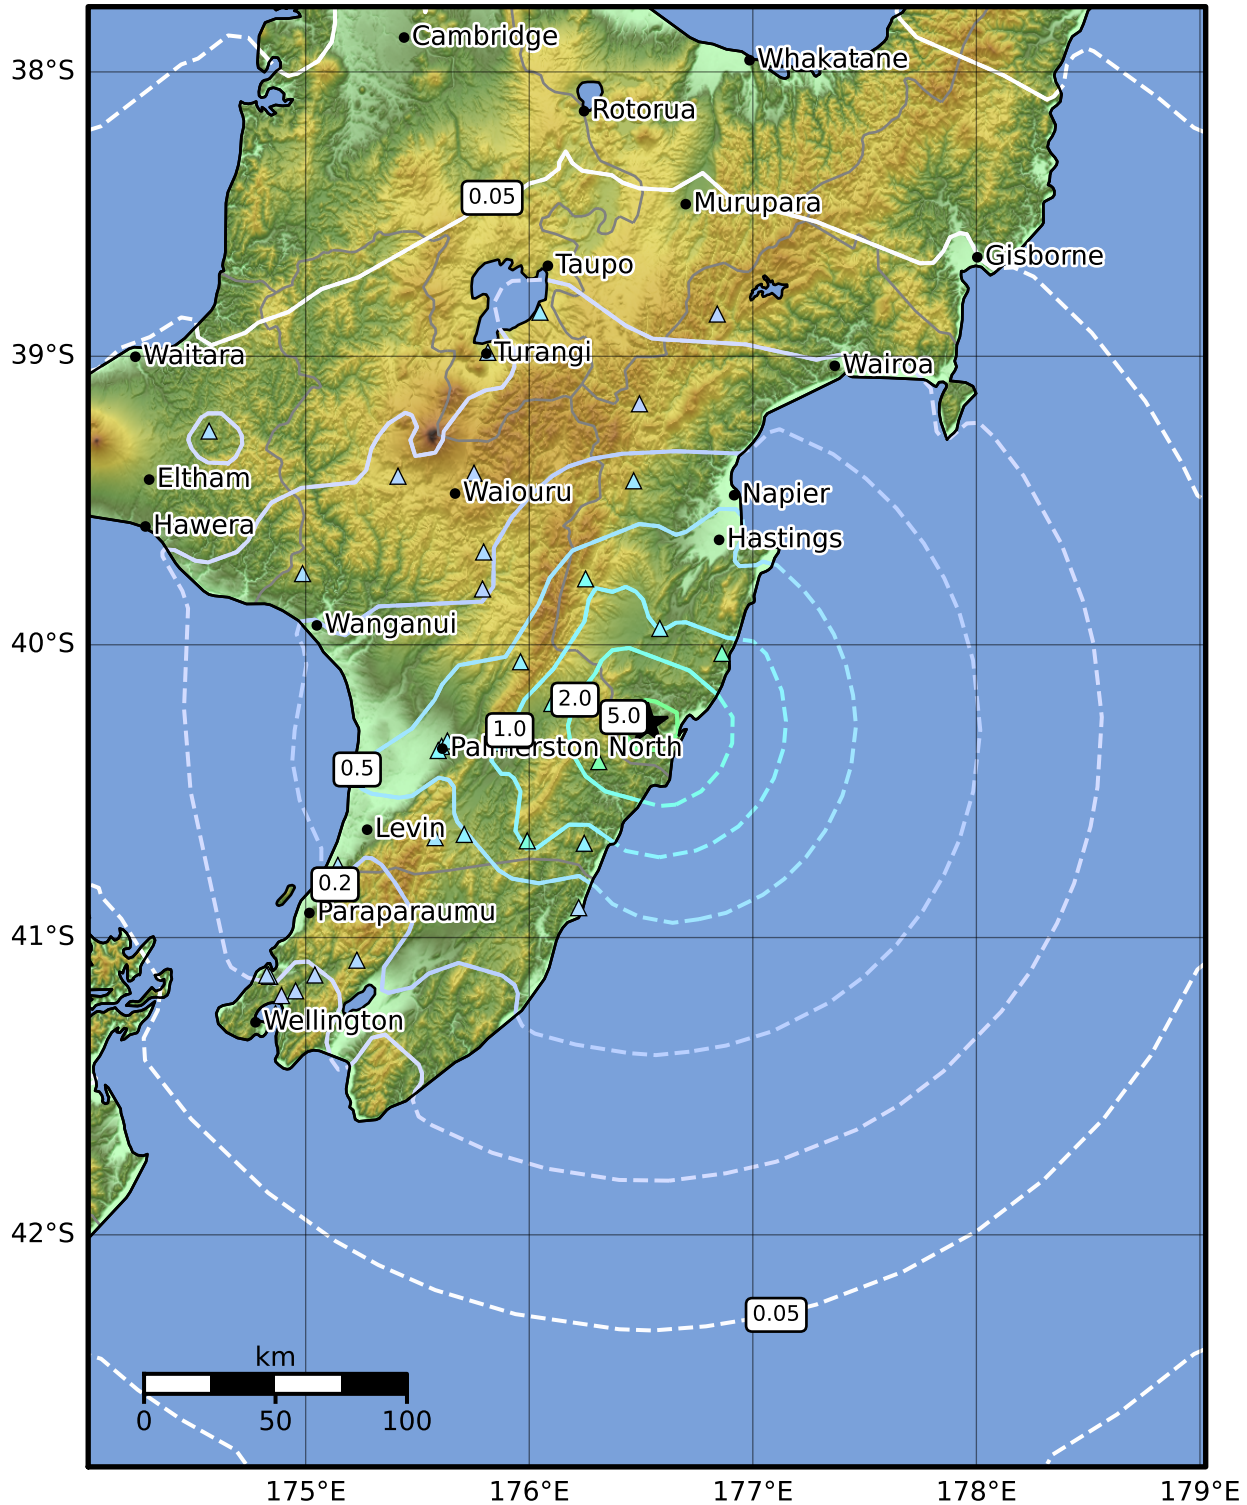 Cambridge
Whakatane
38°S
Rotorua
0.05
Murupara
Gisborne
Taupo
Turangi
39°S
Waitara
Wairoa
Eltham
Waiouru
Napier
Hawera
Hastings
Wanganui
40°S
2.0
5.0
1.0
Palmerston North
0.5
Levin
0.2
Paraparaumu
41°S
Wellington
42°S
0.05
km
0 50 100
175°E 176°E 177°E 178°E 179°E